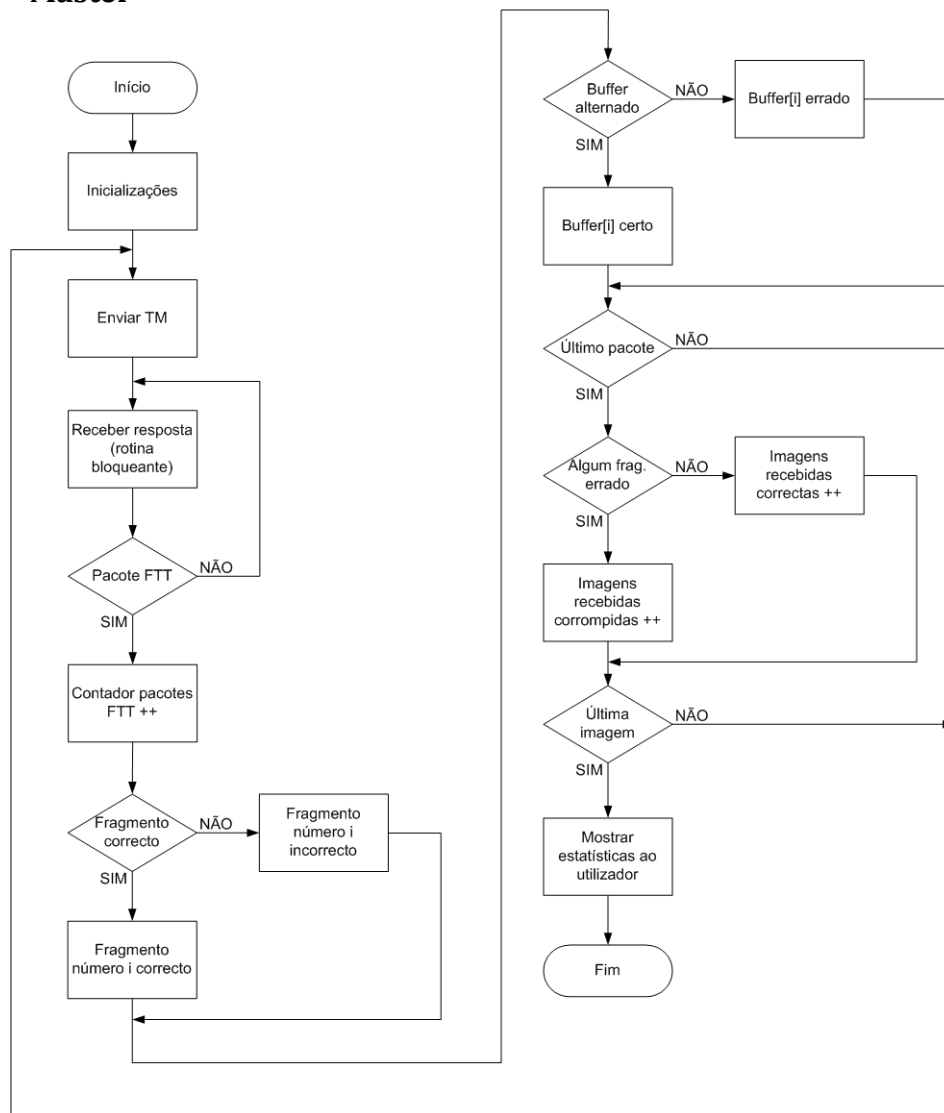 Master
Início
Inicializações
Enviar TM
Receber resposta
(rotina
bloqueante)
Pacote FTT
NÃO
SIM
Contador pacotes
FTT ++
Fragmento
correcto
NÃO
SIM
Fragmento
número i
incorrecto
Fragmento
número i correcto
Buffer
alternado
NÃO
SIM
Buffer[i] errado
Buffer[i] certo
Último pacote
NÃO
SIM
Algum frag.
errado
NÃO
SIM
Imagens
recebidas
correctas ++
Imagens
recebidas
corrompidas ++
Última
imagem
NÃO
SIM
Mostrar
estatísticas ao
utilizador
Fim